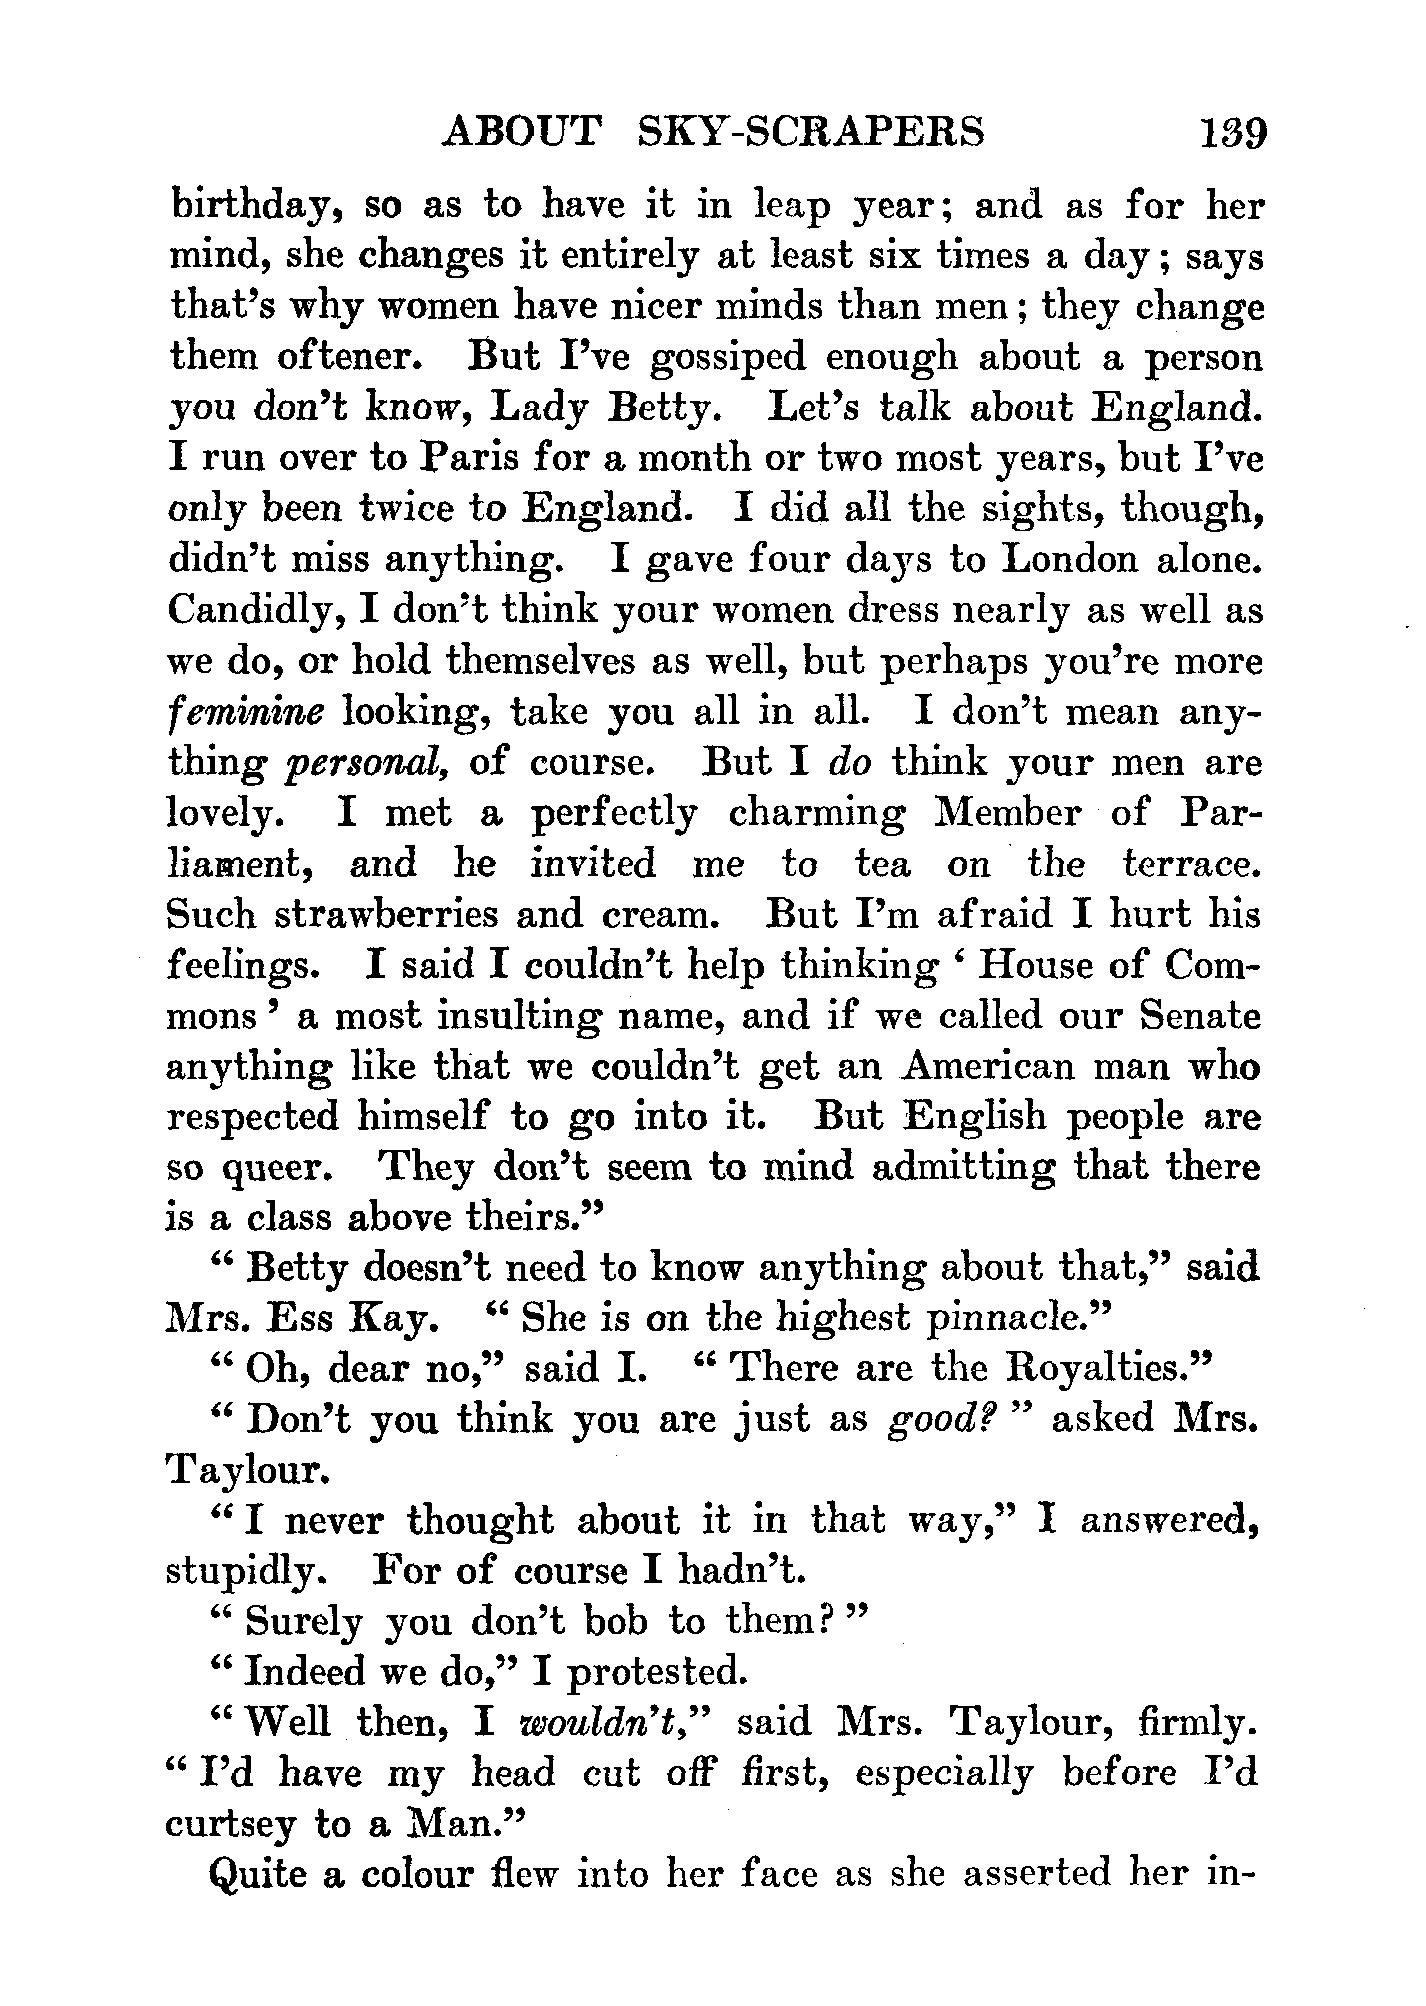 ABOUT SKY-SCRAPERS 139
birthday, so as to have it in leap year; and as for her
mind, she changes it entirely at least six times a day; says
that's why women have nicer minds than men; they change
them oftener. But I've gossiped enough about a person
you don't know, Lady Betty. Let's talk about England.
I run over to Paris for a month or two most years, but I've
only been twice to England. I did all the sights, though,
didn't miss anything. I gave four days to London alone.
Candidly, I don't think your women dress nearly as well as
we do, or hold themselves as well, but perhaps you're more
feminine looking, take you all in all. I don't mean any-
thing personal, of course. But I do think your men are
lovely. I met a perfectly charming Member of Par-
liament, and he invited me to tea on the terrace.
Such strawberries and cream. But I'm afraid I hurt his
feelings. I said I couldn't help thinking ‘ House of Com-
mons ’ a most insulting name, and if we called our Senate
anything like that we couldn't get an American man who
respected himself to go into it. But English people are
so queer. They don't seem to mind admitting that there
is a class above theirs.”
“ Betty doesn't need to know anything about that,” said
Mrs. Ess Kay. “ She is on the highest pinnacle.”
“ Oh, dear no,” said I. “ There are the Royalties.”
“ Don't you think you are just as good? ” asked Mrs.
Taylour.
“ I never thought about it in that way,” I answered,
stupidly. For of course I hadn't.
“ Surely you don't bob to them? ”
“ Indeed we do,” I protested.
“ Well then, I wouldn't,” said Mrs. Taylour, firmly.
“ I'd have my head cut off first, especially before I'd
curtsey to a Man.”
Quite a colour flew into her face as she asserted her in-